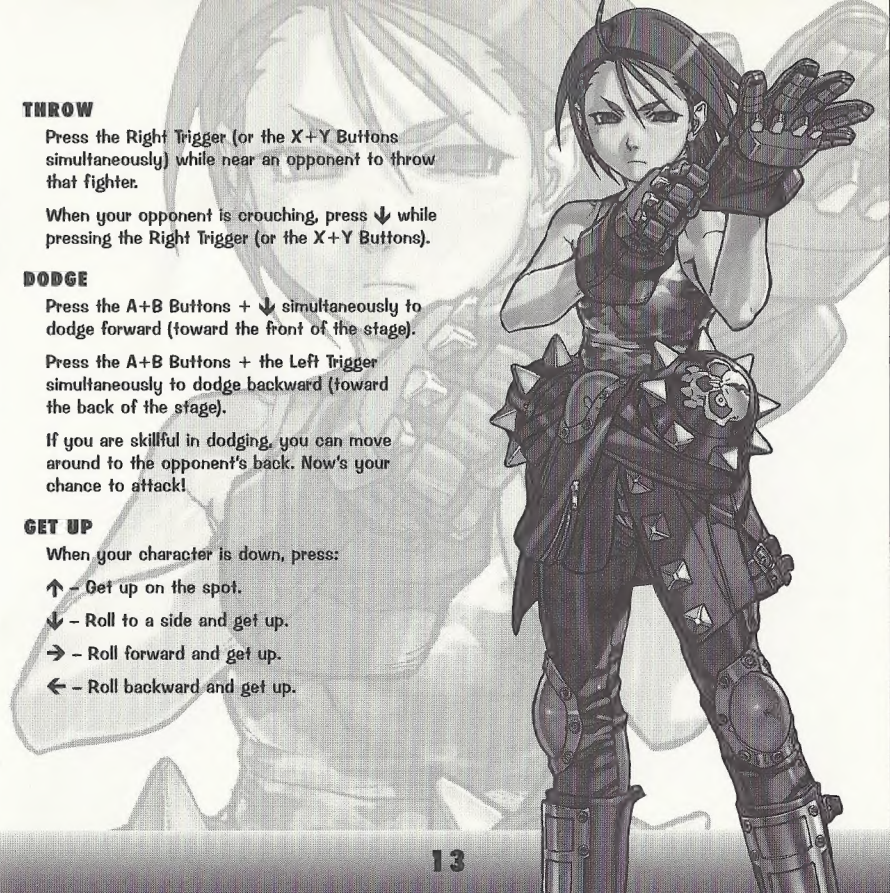 THROW
Press the Right Trigger (or the X+Y Buttons
simultaneously) while near an opponent to throw
that fighter.
When your opponent is crouching, press ↓ while
pressing the Right Trigger (or the X+Y Buttons).
DODGE
Press the A+B Buttons + ↓ simultaneously to
dodge forward (toward the front of the stage).
Press the A+B Buttons + the Left Trigger
simultaneously to dodge backward (toward
the back of the stage).
If you are skillful in dodging, you can move
around to the opponent's back. Now's your
chance to attack!
GET UP
When your character is down, press:
↑ – Get up on the spot.
↓ – Roll to a side and get up.
→ – Roll forward and get up.
← – Roll backward and get up.
13